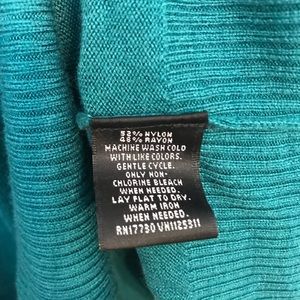 52% NYLON
48% RAYON
MACHINE WASH COLD
WITH LIKE COLORS.
GENTLE CYCLE.
ONLY NON-
CHLORINE BLEACH
WHEN NEEDED.
LAY FLAT TO DRY.
WARM IRON
WHEN NEEDED.
RN17730 VN1125311